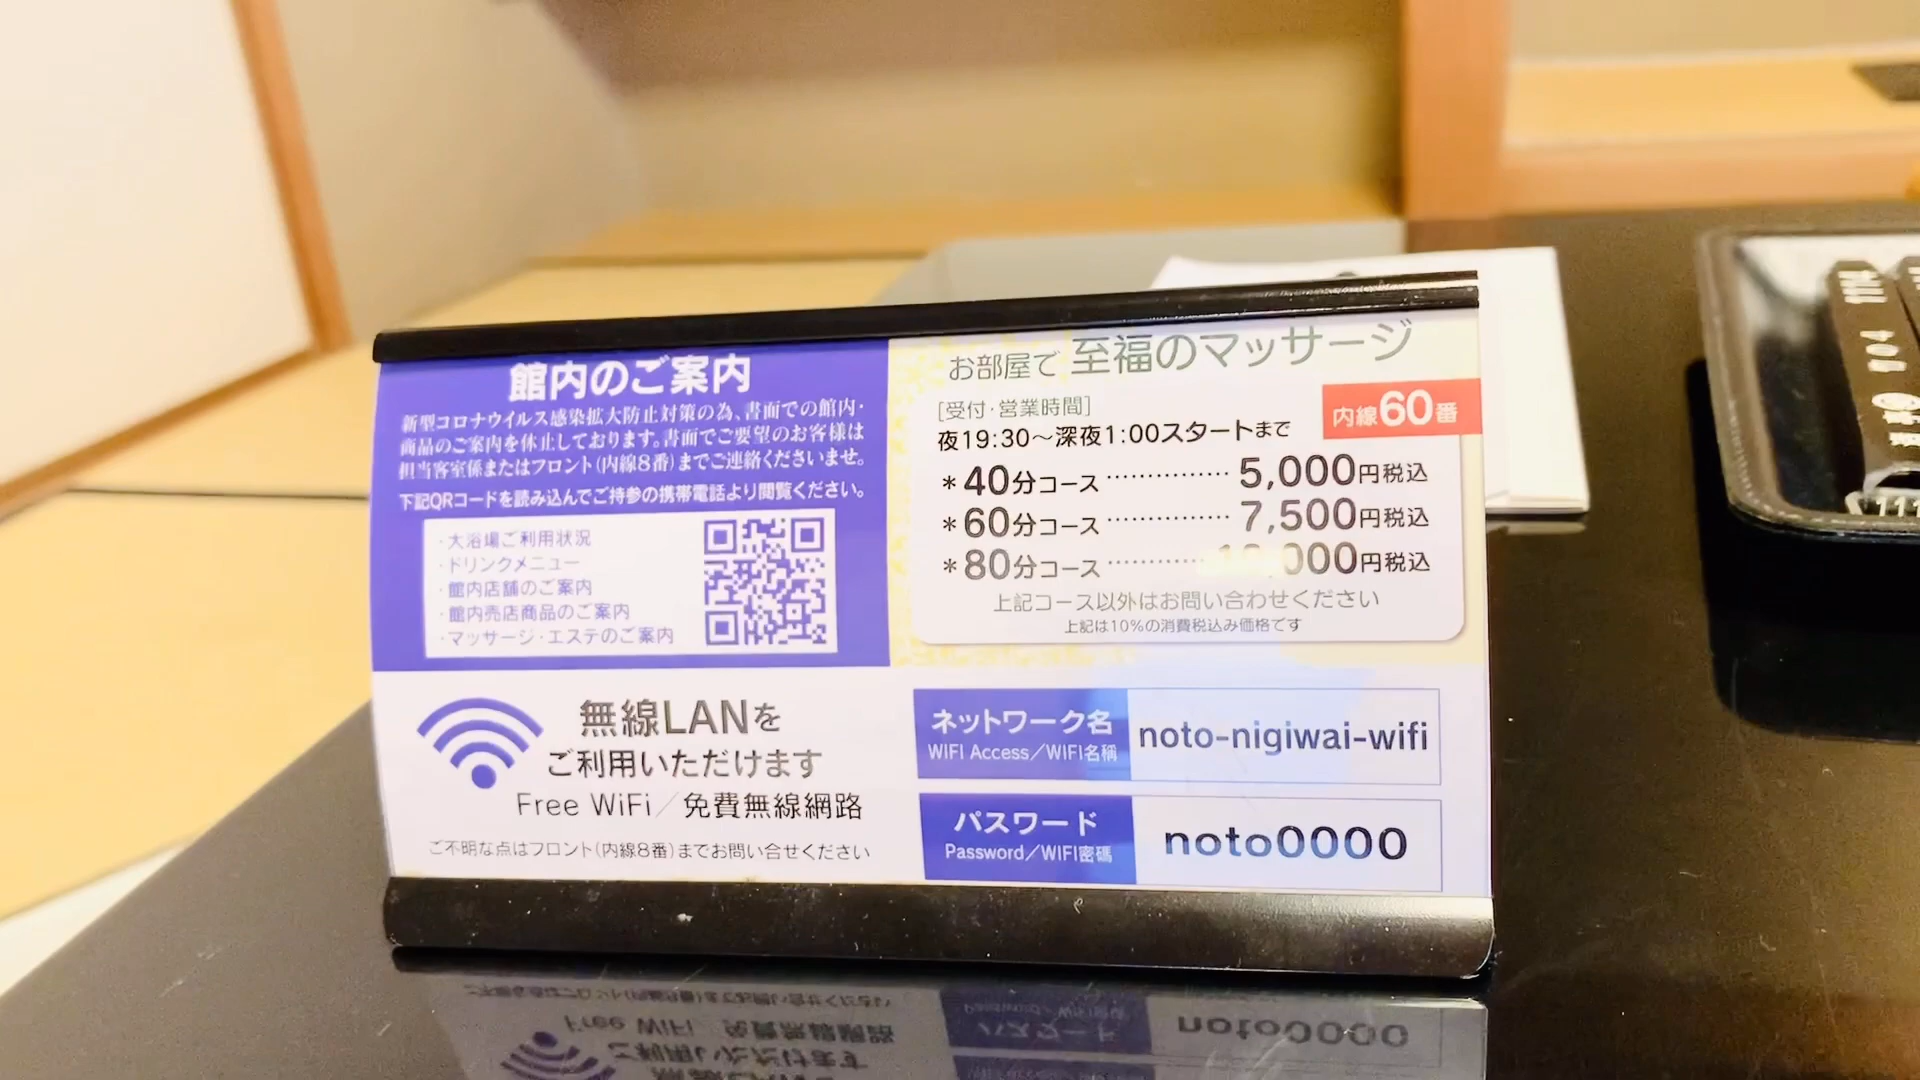 館内のご案内
新型コロナウイルス感染拡大防止対策の為、書面での館内・
商品のご案内を休止しております。書面でご要望のお客様は
担当客室係またはフロント(内線8番)までご連絡くださいませ。
下記QRコードを読み込んでご持参の携帯電話より閲覧ください。
・大浴場ご利用状況
・ドリンクメニュー
・館内店舗のご案内
・館内売店商品のご案内
・マッサージ・エステのご案内
お部屋で 至福のマッサージ
[受付・営業時間]
内線60番
夜19:30～深夜1:00スタートまで
*40分コース…………5,000円税込
*60分コース…………7,500円税込
*80分コース…………円税込
上記コース以外はお問い合わせください
上記は10%の消費税込み価格です
無線LANを
ご利用いただけます
Free WiFi／免費無線網路
ご不明な点はフロント(内線8番)までお問い合せください
ネットワーク名
WIFI Access／WIFI名稱
noto-nigiwai-wifi
パスワード
Password／WIFI密碼
noto0000